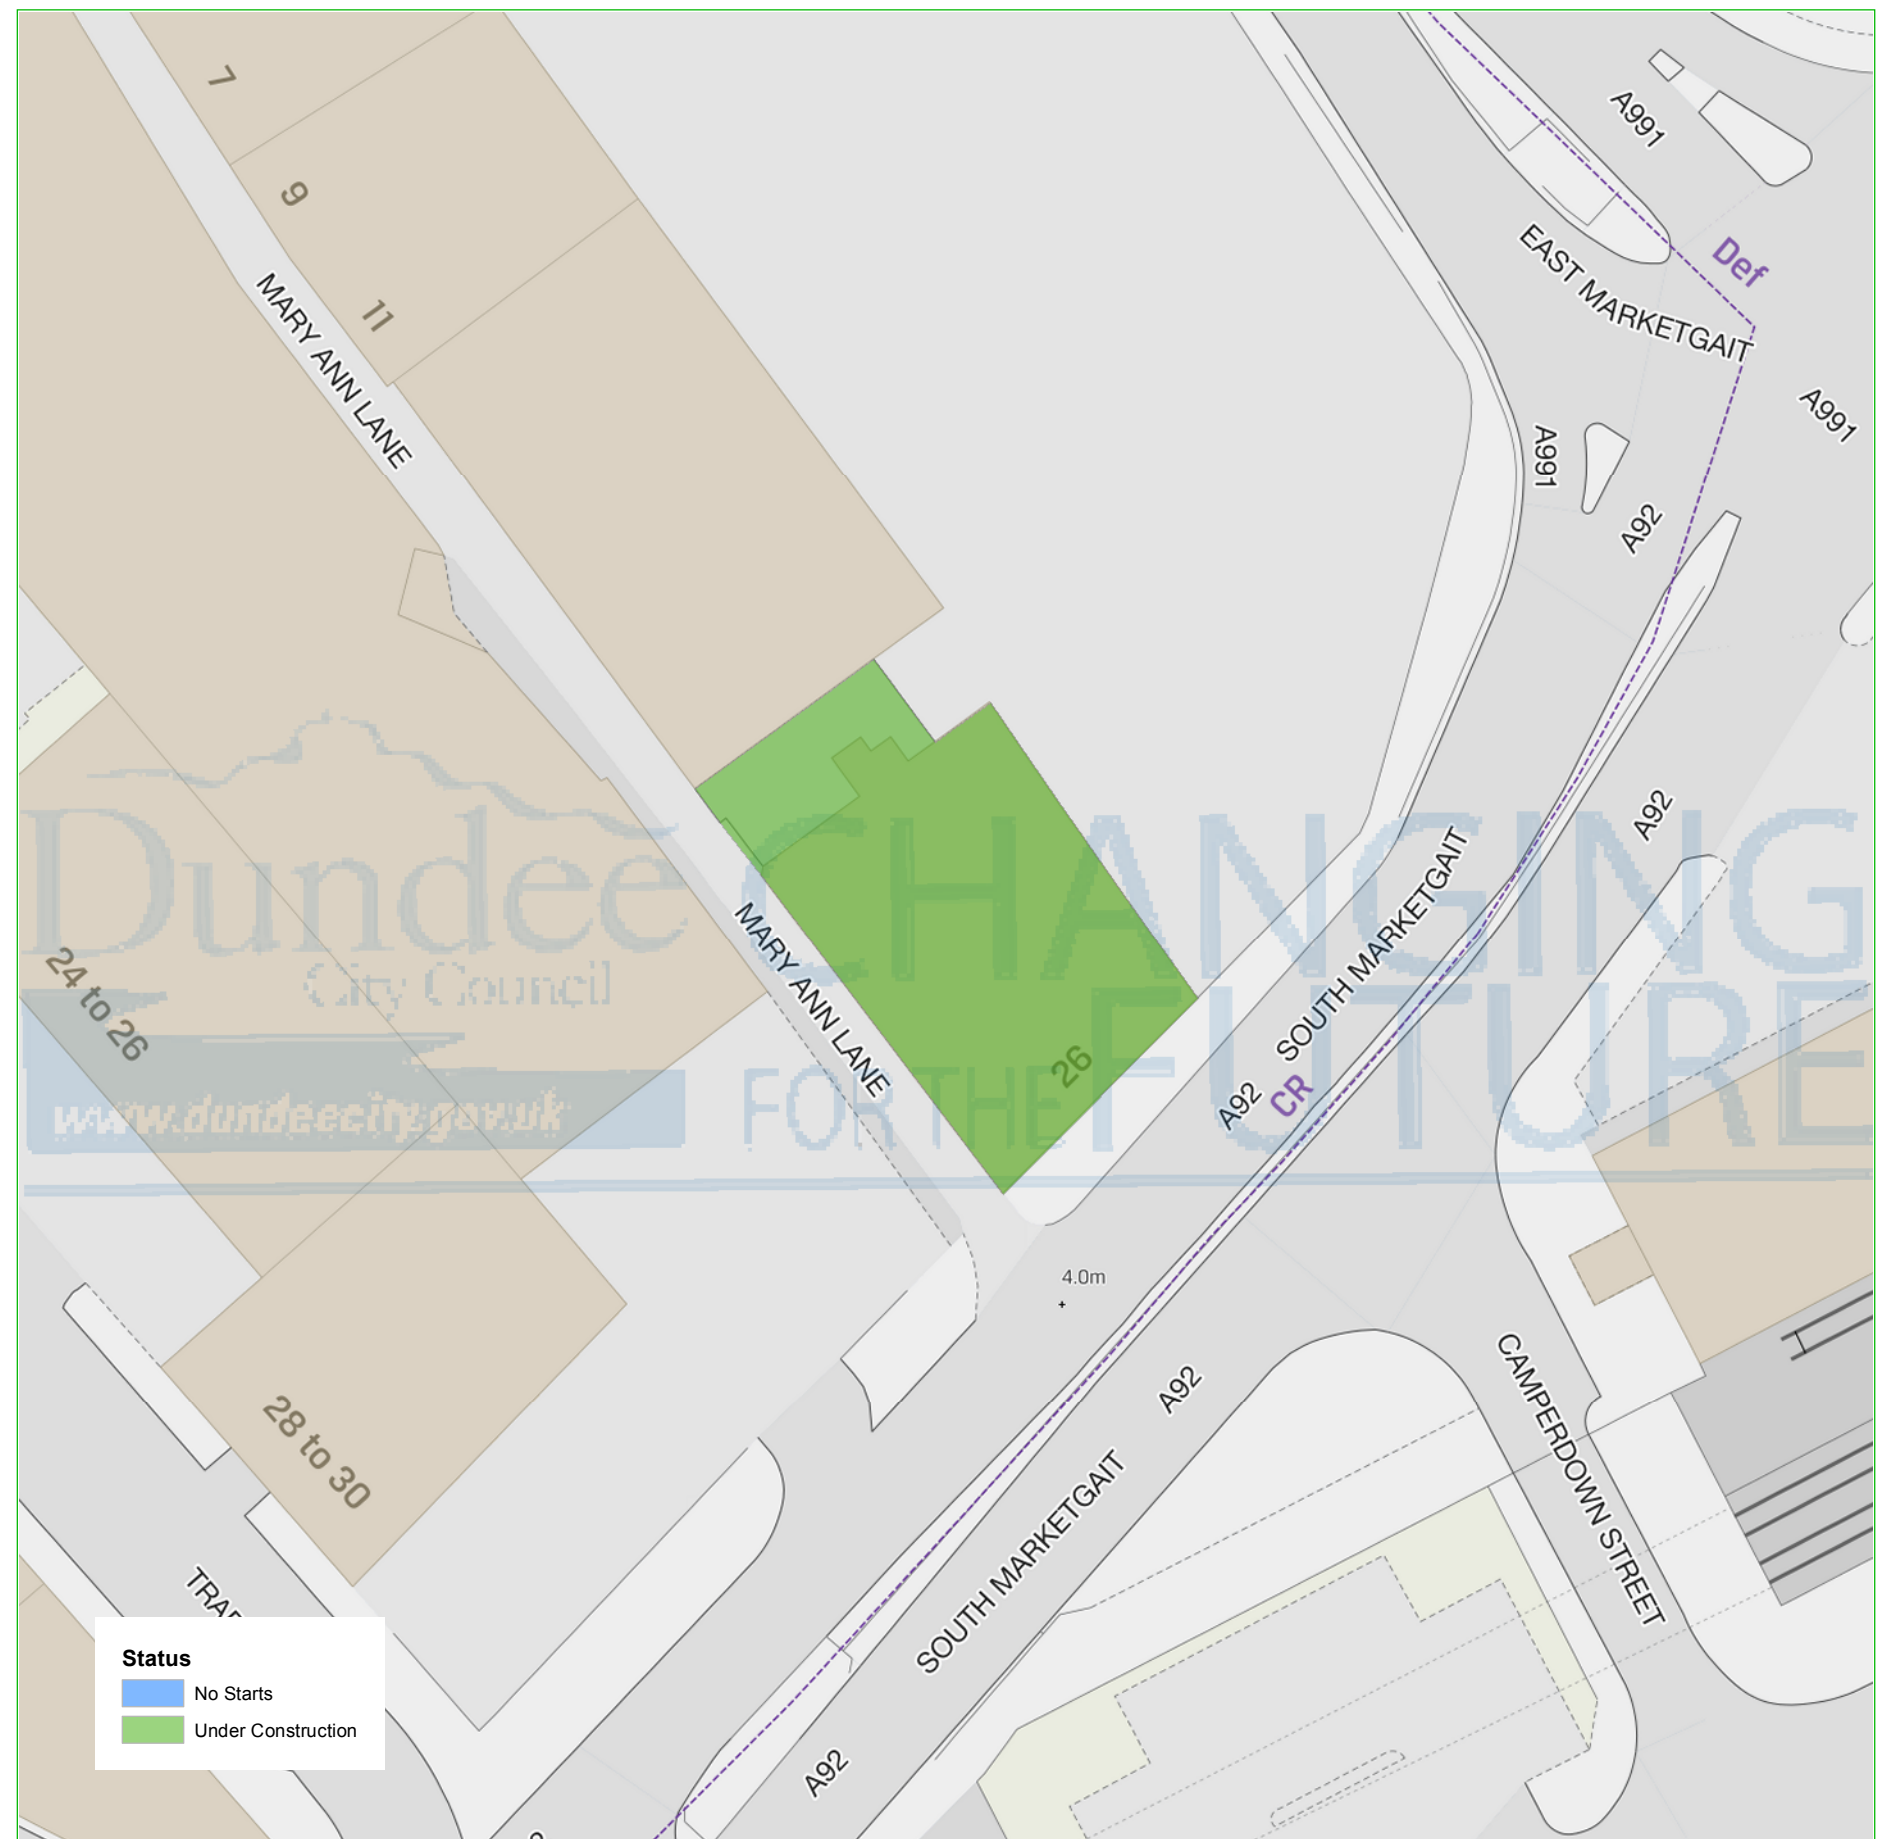 7
9
11
MARY ANN LANE
A991
EAST MARKETGAIT
Def
A991
A991
A92
A92
Dundee
City Council
www.dundeecity.gov.uk
CHANGING
FOR THE FUTURE
24 to 26
MARY ANN LANE
26
SOUTH MARKETGAIT
A92
CR
4.0m
A92
CAMPERDOWN STREET
28 to 30
SOUTH MARKETGAIT
A92
Status
No Starts
Under Construction